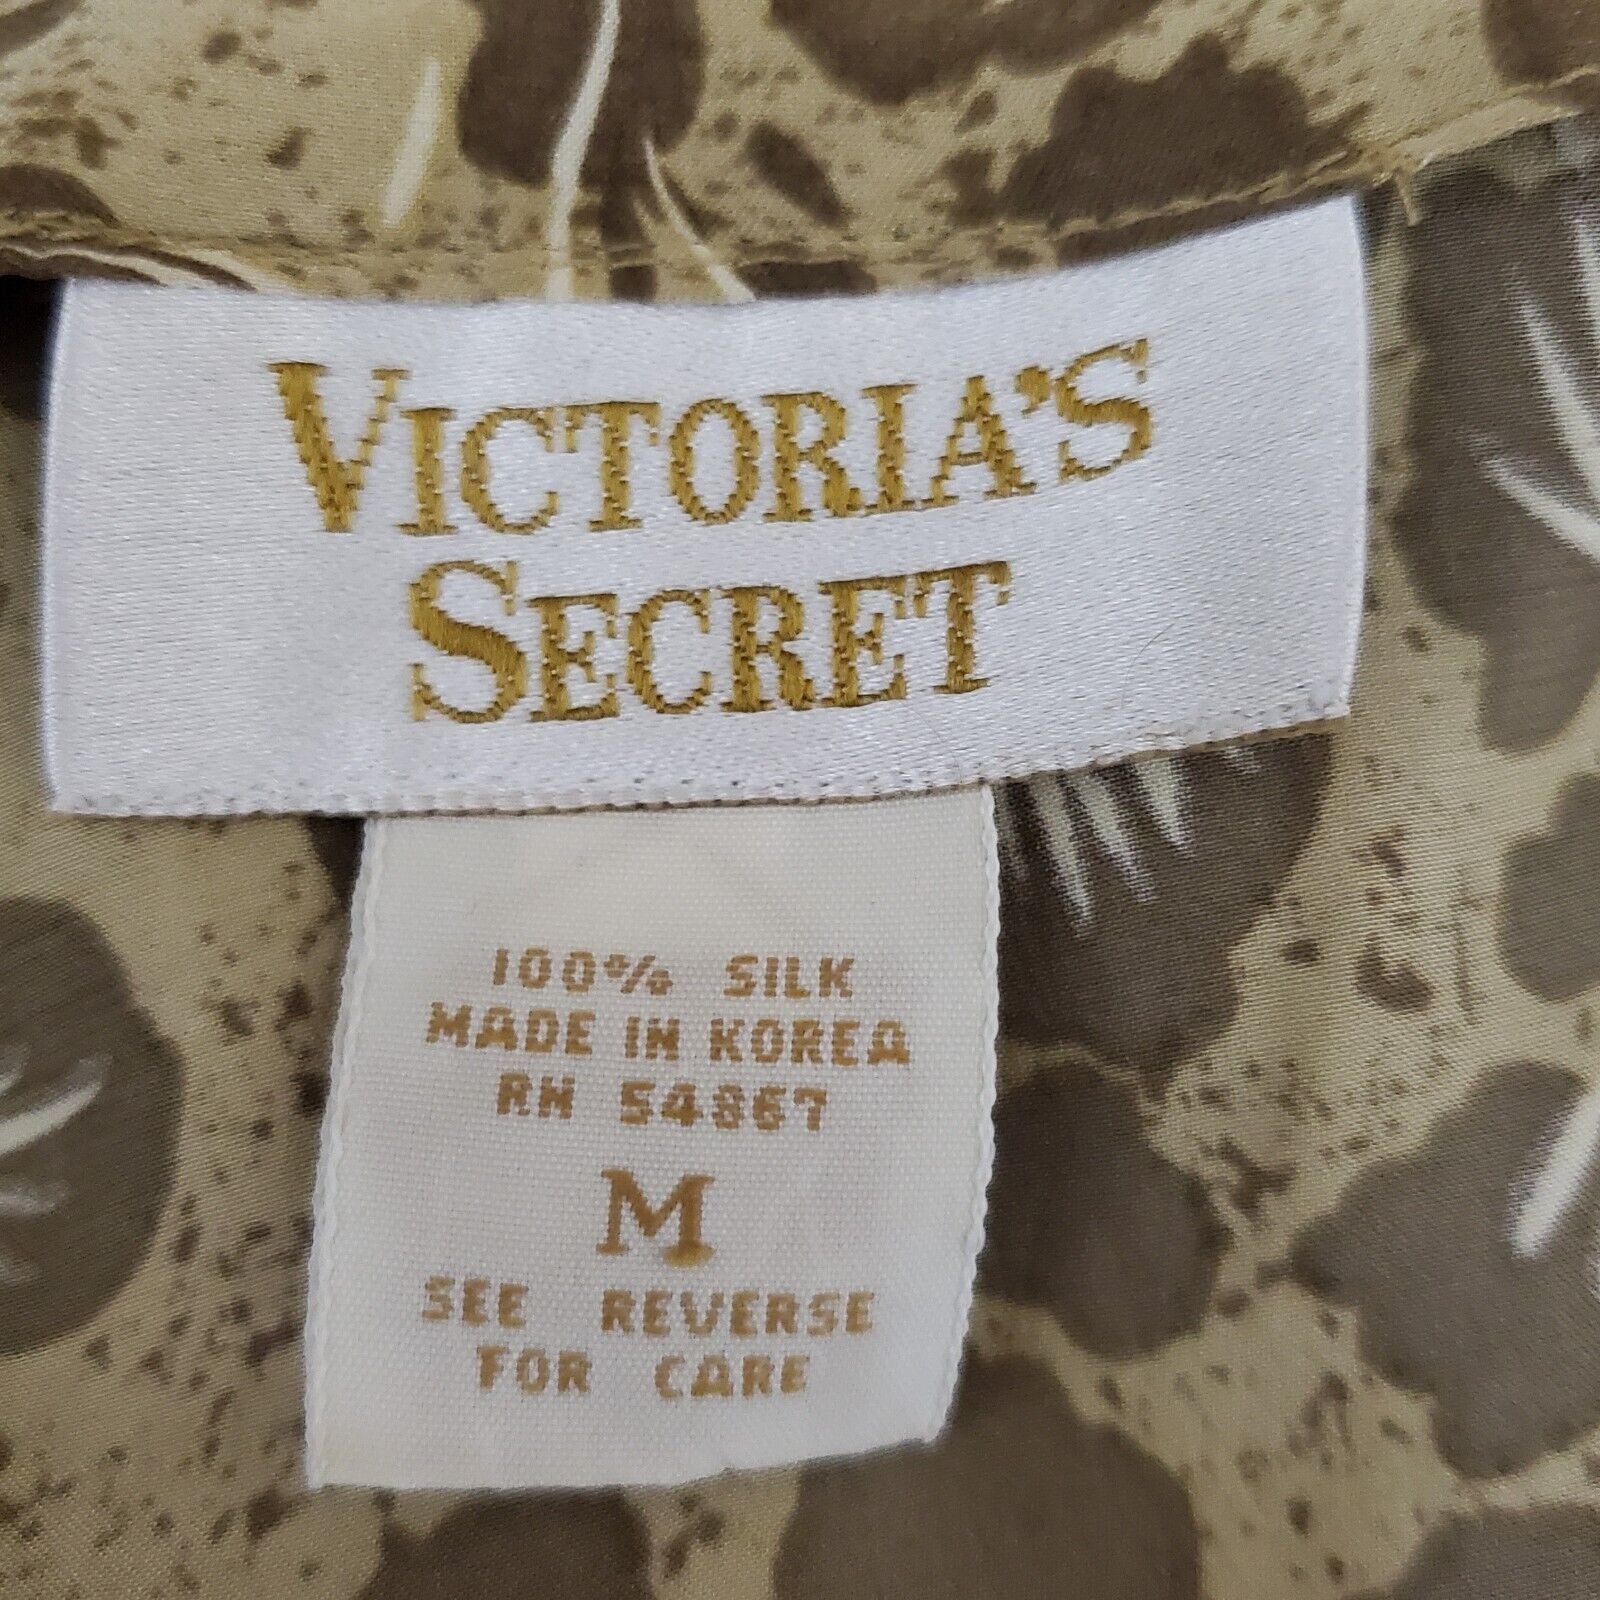 VICTORIA'S
SECRET
100% SILK
MADE IN KOREA
RN 54867
M
SEE REVERSE
FOR CARE